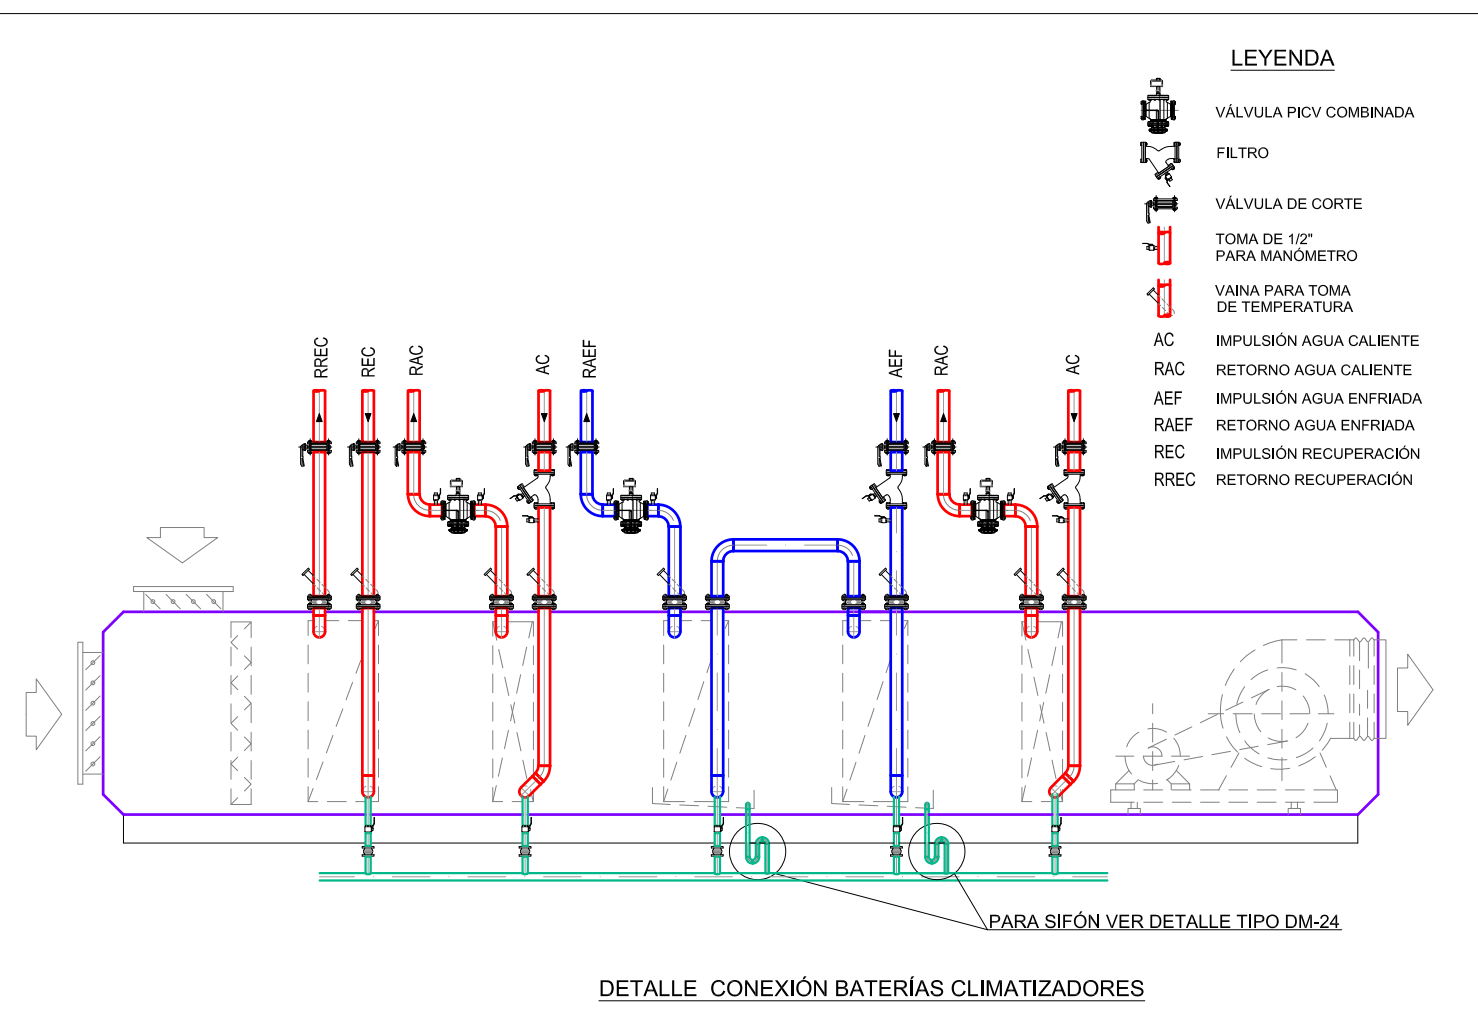 LEYENDA
VÁLVULA PICV COMBINADA
FILTRO
VÁLVULA DE CORTE
TOMA DE 1/2"
PARA MANÓMETRO
VAINA PARA TOMA
DE TEMPERATURA
AC IMPULSIÓN AGUA CALIENTE
RAC RETORNO AGUA CALIENTE
AEF IMPULSIÓN AGUA ENFRIADA
RAEF RETORNO AGUA ENFRIADA
REC IMPULSIÓN RECUPERACIÓN
RREC RETORNO RECUPERACIÓN
RREC
REC
RAC
AC
RAEF
AEF
RAC
AC
PARA SIFÓN VER DETALLE TIPO DM-24
DETALLE CONEXIÓN BATERÍAS CLIMATIZADORES